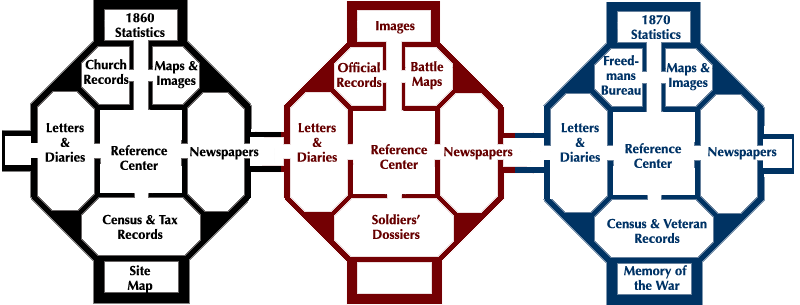 1860
Statistics
Church
Records
Maps &
Images
Letters
&
Diaries
Reference
Center
Newspapers
Census & Tax
Records
Site
Map
Images
Official
Records
Battle
Maps
Letters
&
Diaries
Reference
Center
Newspapers
Soldiers'
Dossiers
1870
Statistics
Freed-
mans
Bureau
Maps &
Images
Letters
&
Diaries
Reference
Center
Newspapers
Census & Veteran
Records
Memory of
the War